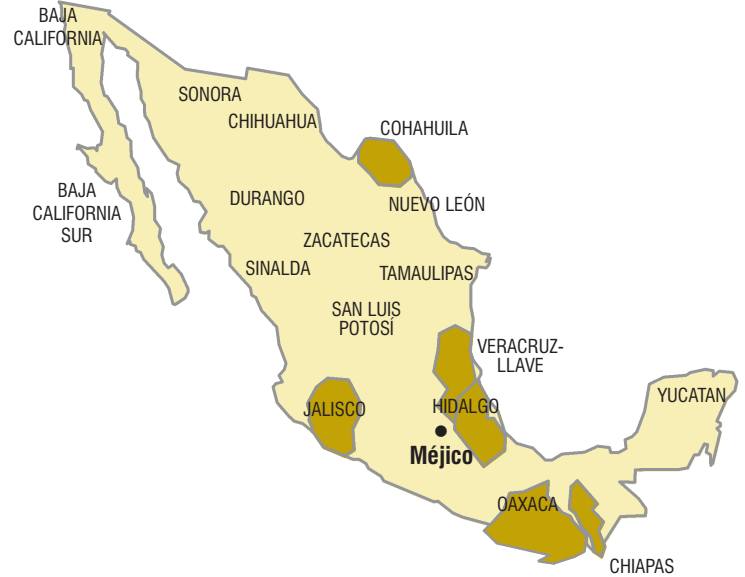 BAJA
CALIFORNIA
SONORA
CHIHUAHUA
COHAHUILA
BAJA
CALIFORNIA
SUR
DURANGO
NUEVO LEÓN
ZACATECAS
SINALDA
TAMAULIPAS
SAN LUIS
POTOSÍ
VERACRUZ-
LLAVE
YUCATAN
JALISCO
HIDALGO
Méjico
OAXACA
CHIAPAS